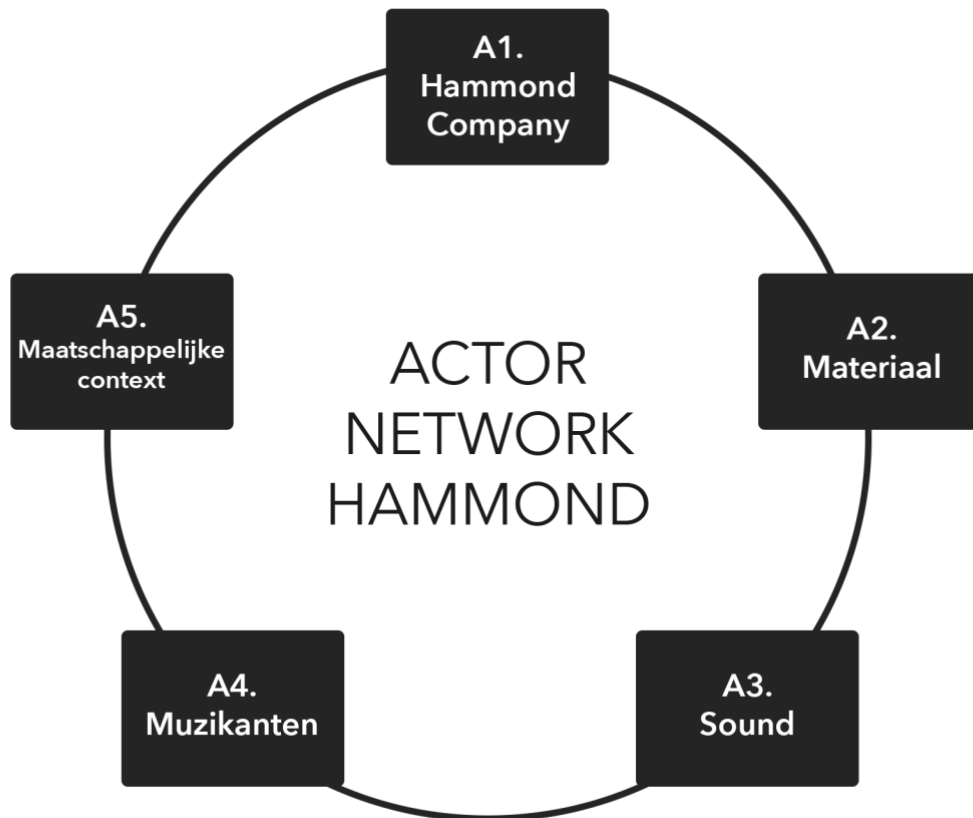 A1.
Hammond
Company
A5.
Maatschappelijke
context
A2.
Materiaal
ACTOR
NETWORK
HAMMOND
A4.
Muzikanten
A3.
Sound